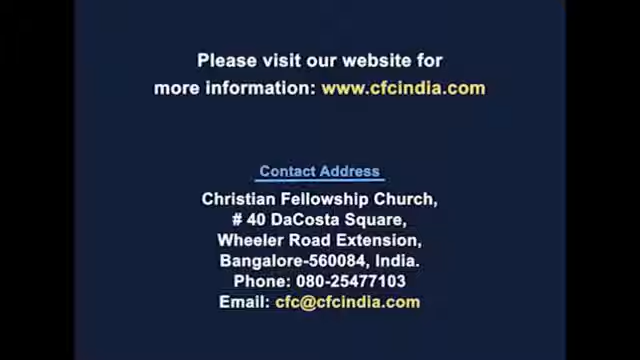 Please visit our website for
more information: www.cfcindia.com
Contact Address
Christian Fellowship Church,
# 40 DaCosta Square,
Wheeler Road Extension,
Bangalore-560084, India.
Phone: 080-25477103
Email: cfc@cfcindia.com